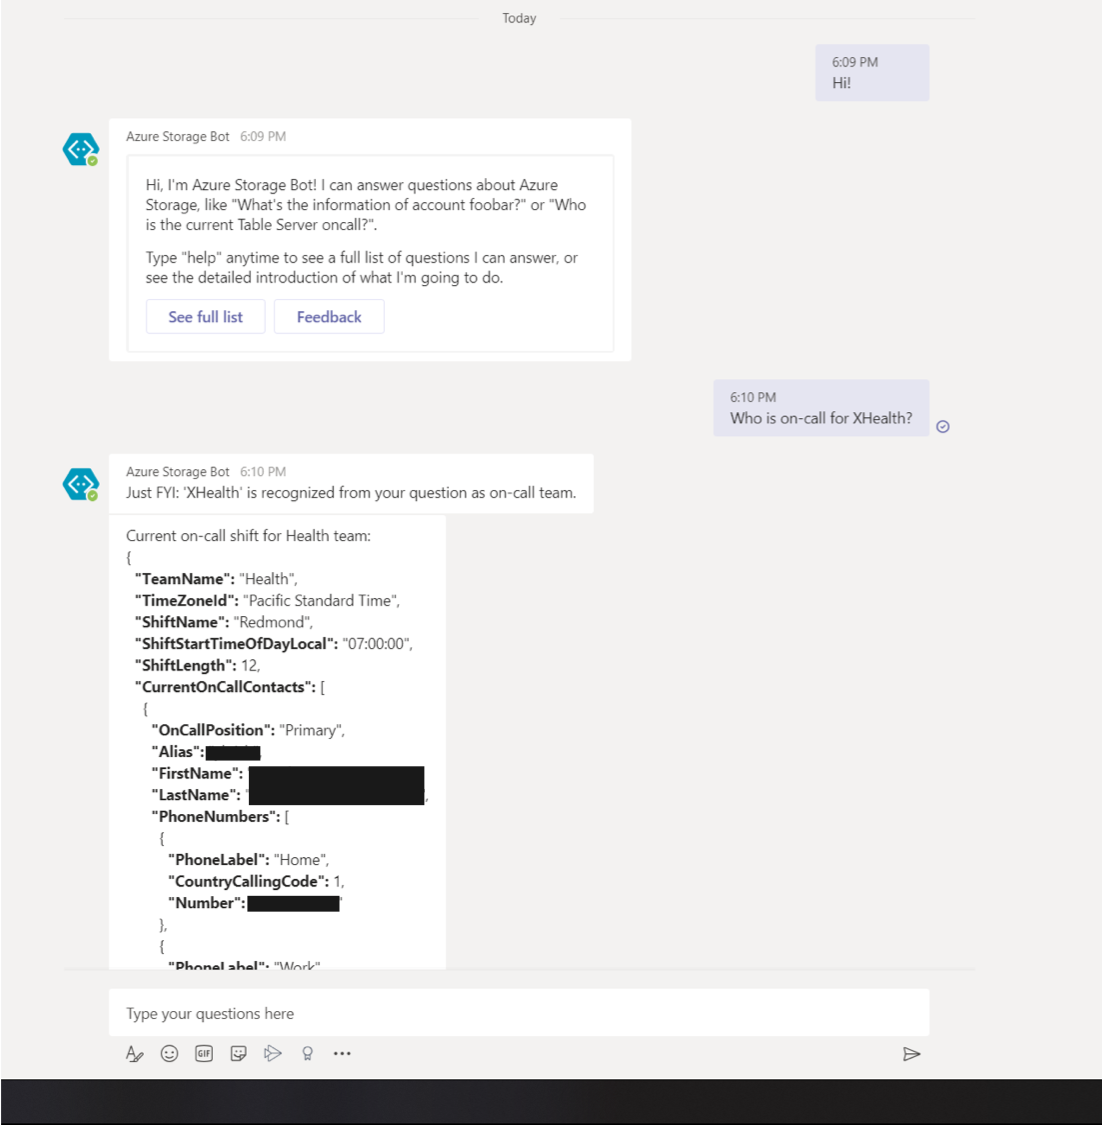 Today
6:09 PM
Hi!
Azure Storage Bot 6:09 PM
Hi, I'm Azure Storage Bot! I can answer questions about Azure
Storage, like "What's the information of account foobar?" or "Who
is the current Table Server oncall?".
Type "help" anytime to see a full list of questions I can answer, or
see the detailed introduction of what I'm going to do.
See full list Feedback
6:10 PM
Who is on-call for XHealth?
Azure Storage Bot 6:10 PM
Just FYI: 'XHealth' is recognized from your question as on-call team.
Current on-call shift for Health team:
{
"TeamName": "Health",
"TimeZoneId": "Pacific Standard Time",
"ShiftName": "Redmond",
"ShiftStartTimeOfDayLocal": "07:00:00",
"ShiftLength": 12,
"CurrentOnCallContacts": [
{
"OnCallPosition": "Primary",
"Alias":
"FirstName": "
"LastName": ",
"PhoneNumbers": [
{
"PhoneLabel": "Home",
"CountryCallingCode": 1,
"Number": "
},
{
"PhoneLabel": "Work"
Type your questions here
GIF